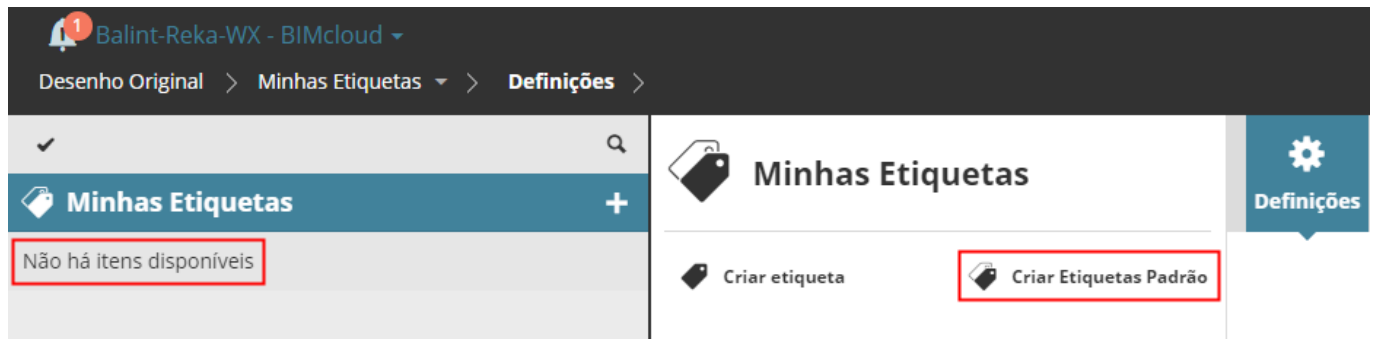 1
Balint-Reka-WX - BIMcloud
Desenho Original > Minhas Etiquetas > Definições >
Minhas Etiquetas
Não há itens disponíveis
Minhas Etiquetas
Criar etiqueta
Criar Etiquetas Padrão
Definições